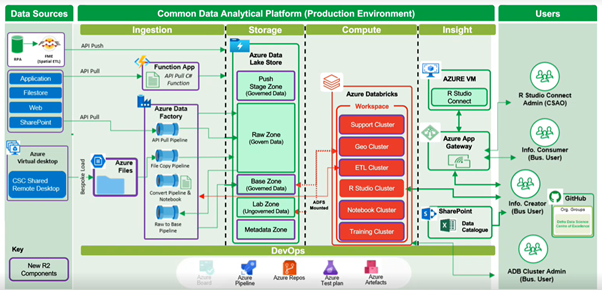 Data Sources
Common Data Analytical Platform (Production Environment)
Users
Ingestion
Storage
Compute
Insight
RPA
FME
(Spatial ETL)
Application
Filestore
Web
SharePoint
Azure
Virtual desktop
CSC Shared
Remote Desktop
Key
New R2
Components
API Push
API Pull
API Pull
Bespoke Load
Function App
API Pull C#
Function
Azure Data
Factory
API Pull Pipeline
File Copy Pipeline
Convert Pipeline &
Notebook
Raw to Base
Pipeline
Azure
Files
Azure Data
Lake Store
Push
Stage Zone
(Governed Data)
Raw Zone
(Govern Data)
Base Zone
(Governed Data)
Lab Zone
(Ungoverned Data)
Metadata Zone
ADFS
Mounted
Azure Databricks
Workspace
Support Cluster
Geo Cluster
ETL Cluster
R Studio Cluster
Notebook Cluster
Training Cluster
AZURE VM
R Studio
Connect
Azure App
Gateway
SharePoint
Data
Catalogue
R Studio Connect
Admin (CSAO)
Info. Consumer
(Bus. User)
Info. Creator
(Bus User)
GitHub
Org. Groups
Centre of Excellence
ADB Cluster Admin
(Bus. User)
DevOps
Azure
Board
Azure
Pipeline
Azure Repos
Azure
Test plan
Azure
Artefacts